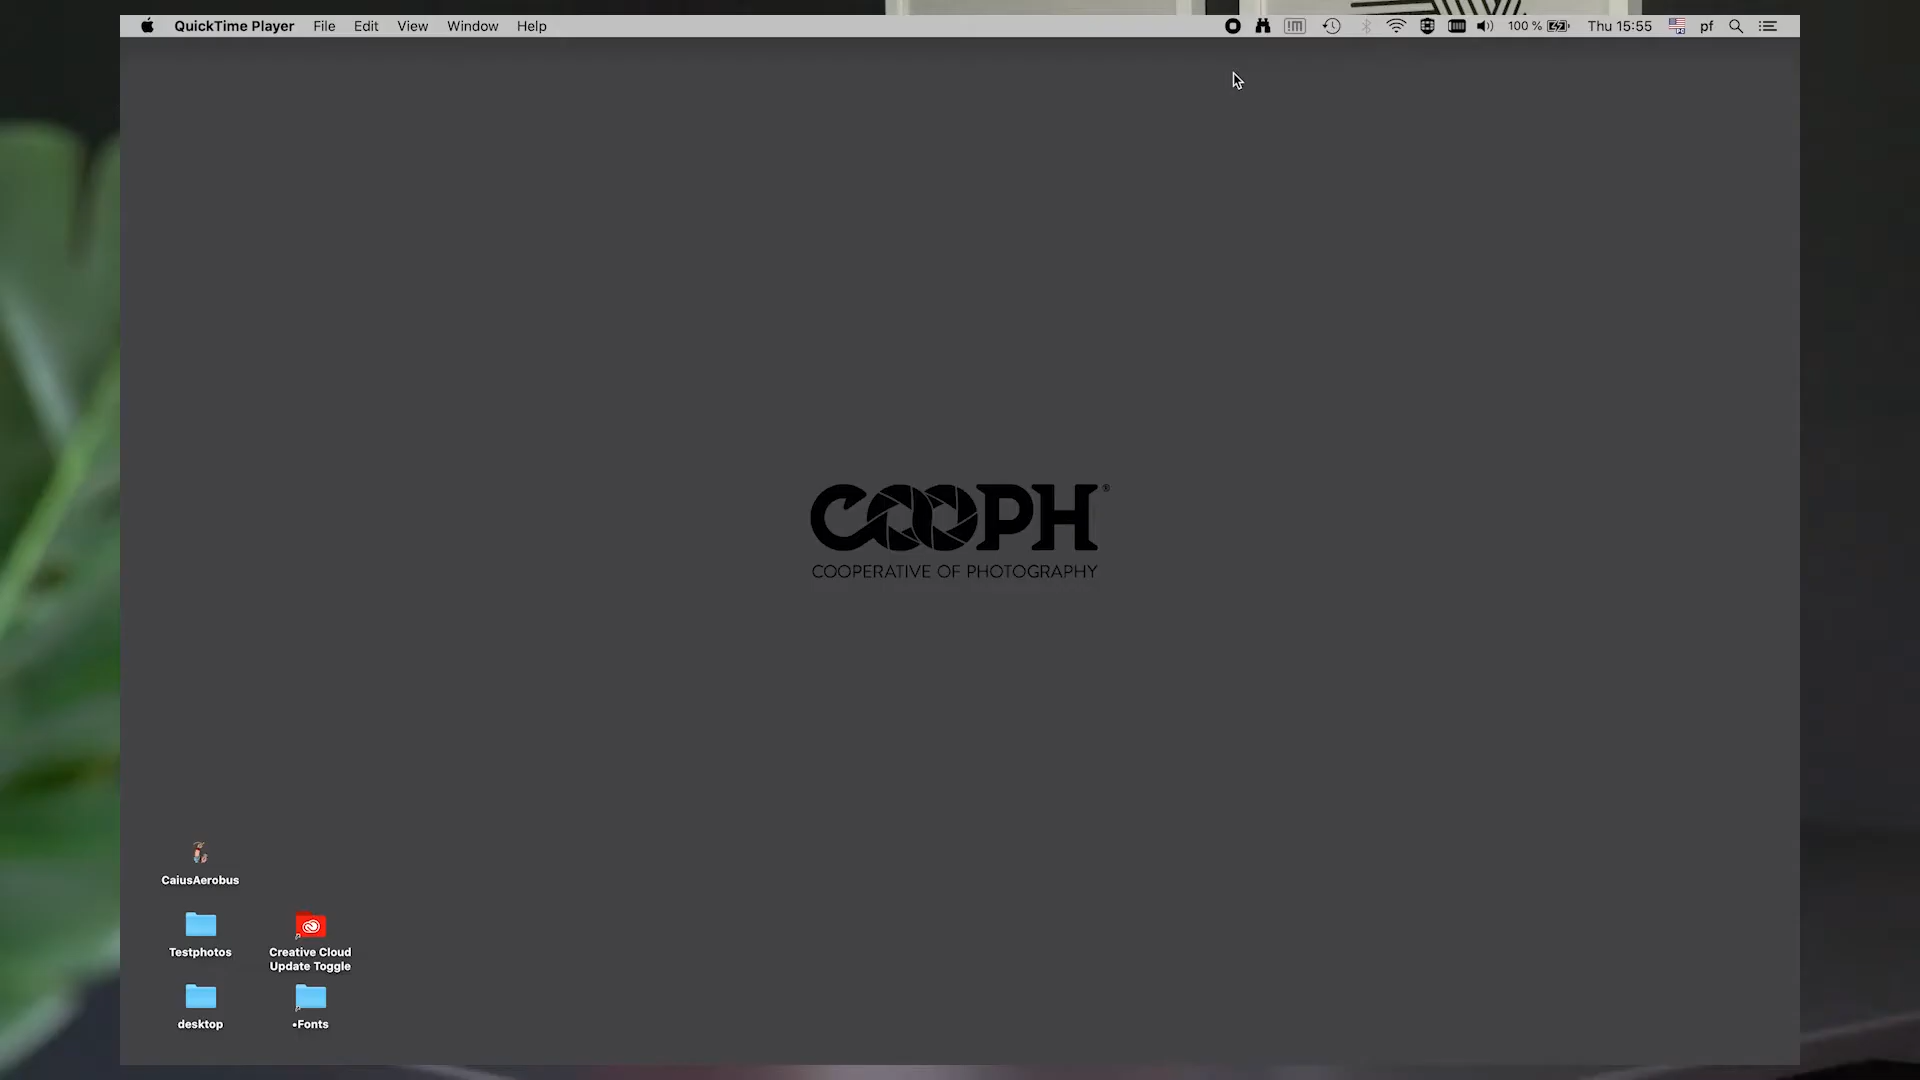 QuickTime Player File Edit View Window Help 100 % Thu 15:55 pf
COOPH®
COOPERATIVE OF PHOTOGRAPHY
CaiusAerobus
Testphotos
Creative Cloud
Update Toggle
desktop
•Fonts